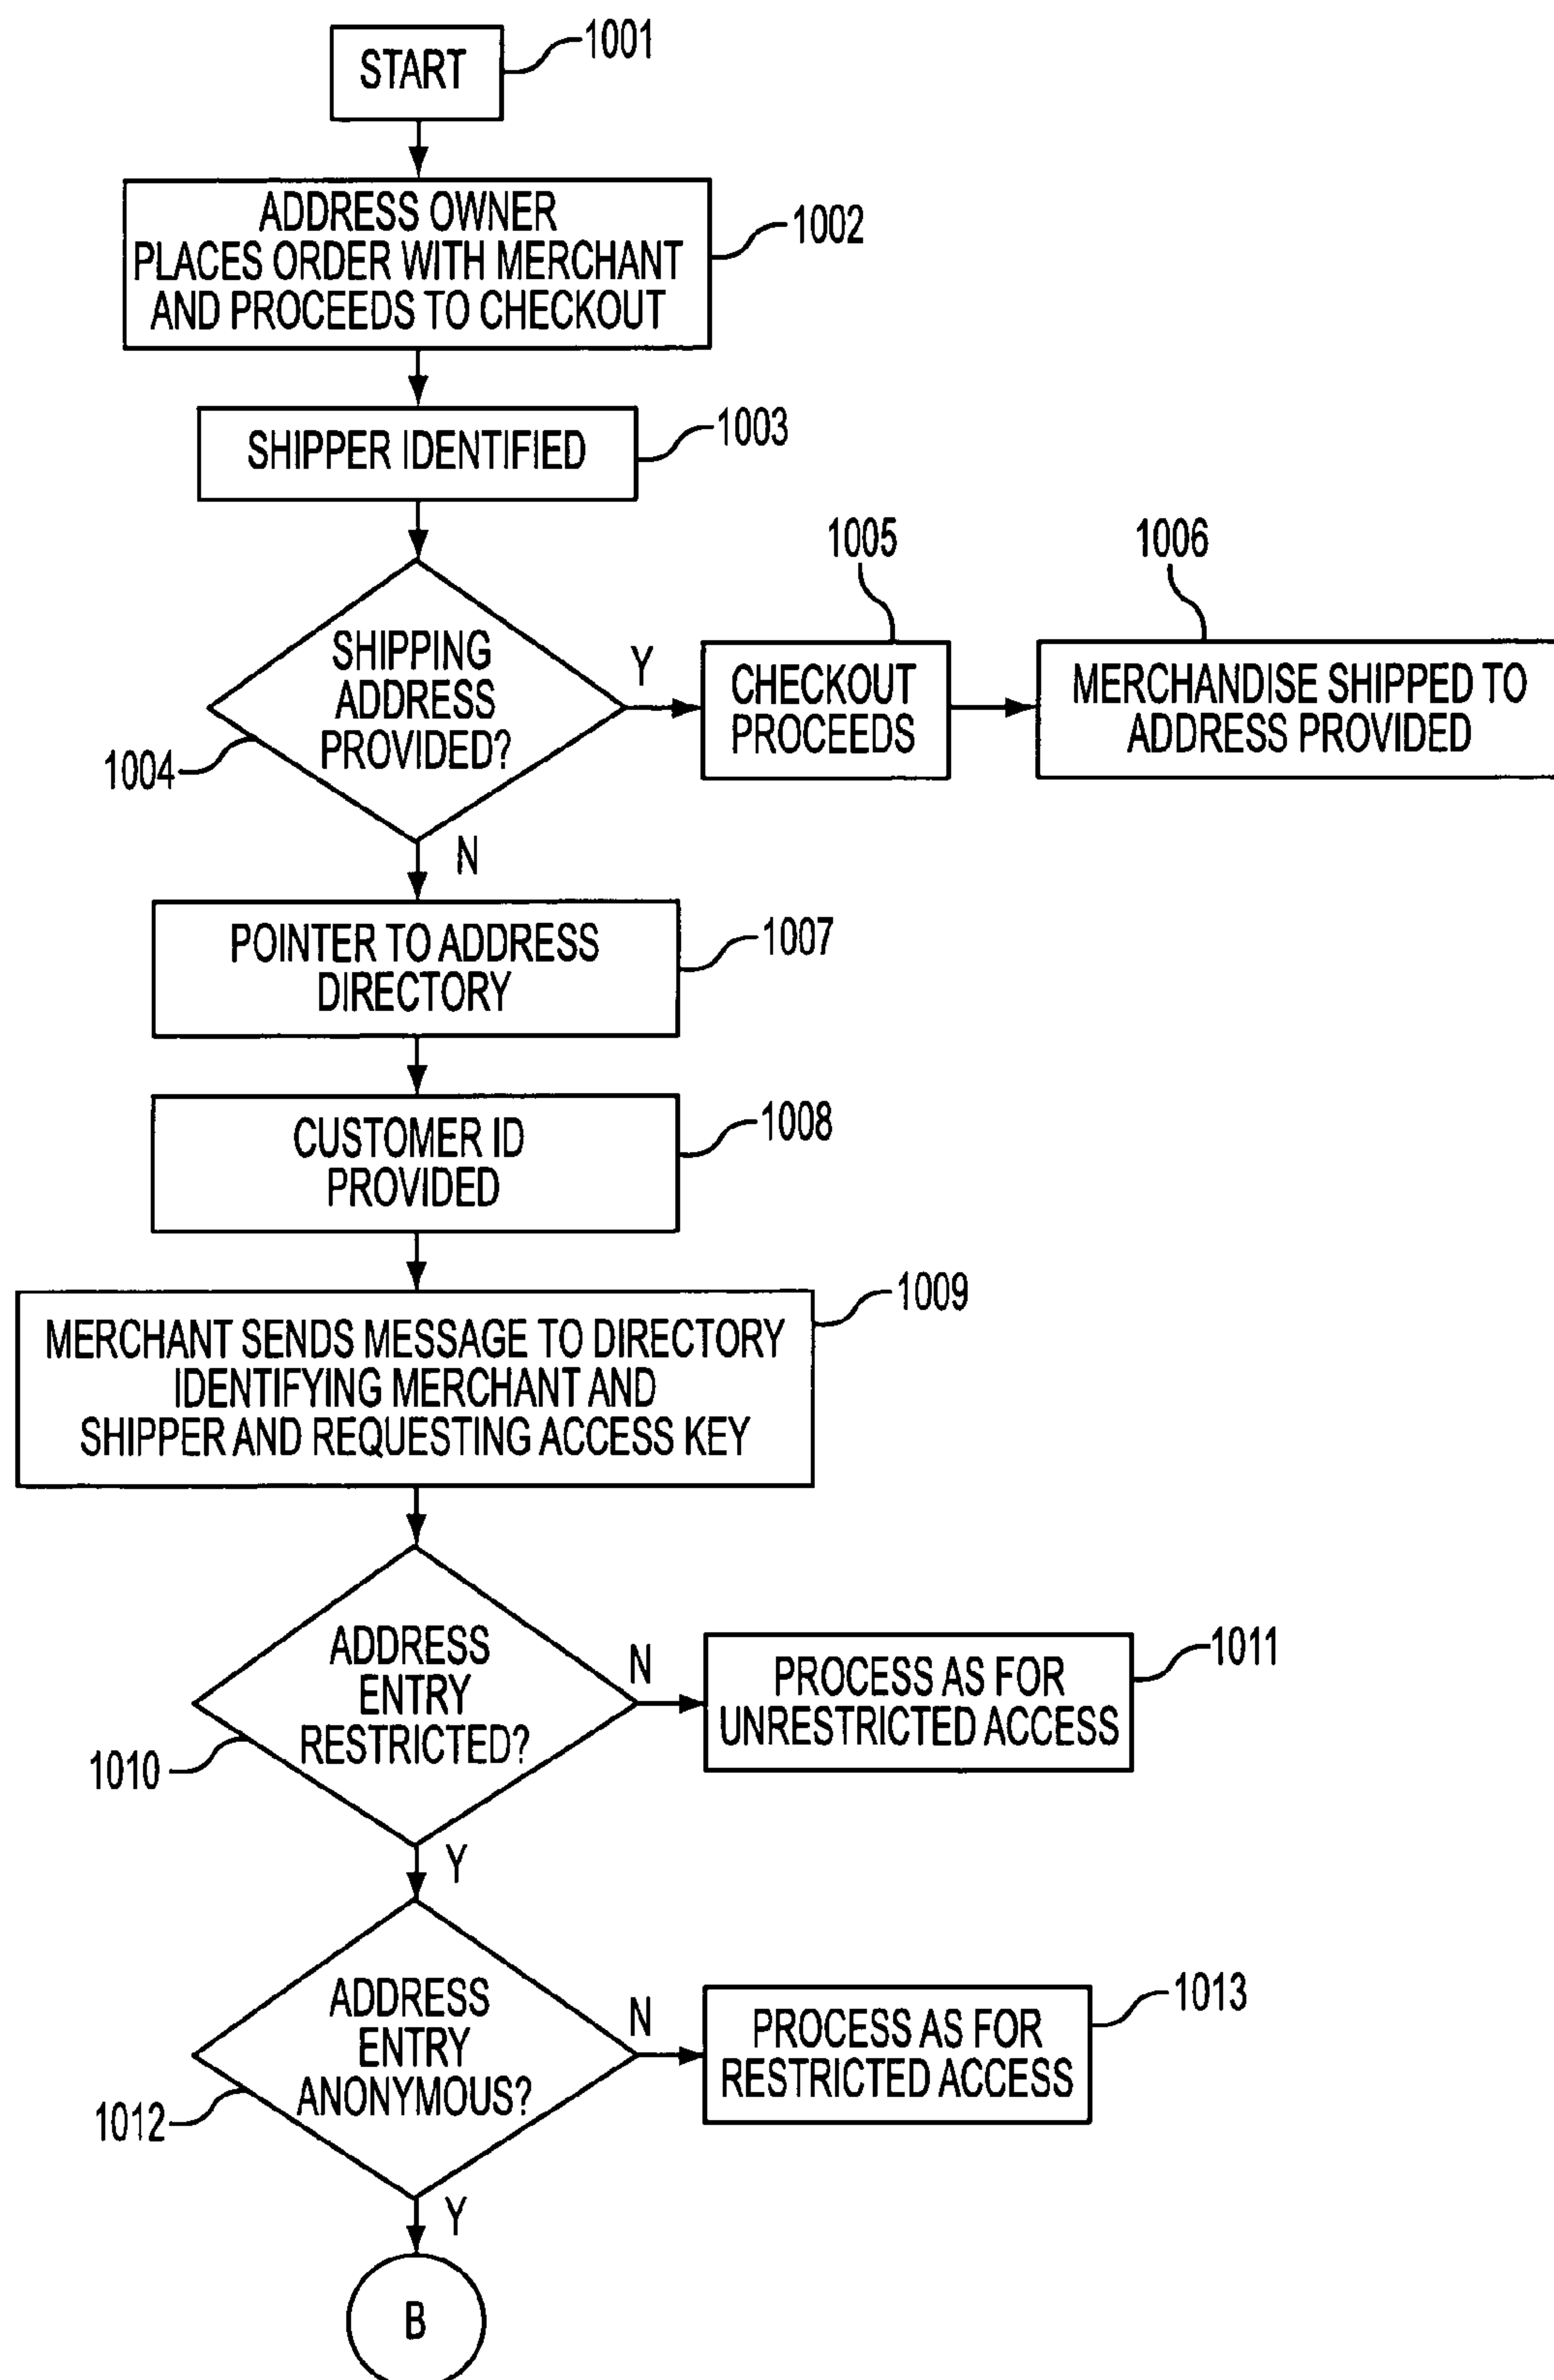 START
1001
ADDRESS OWNER
PLACES ORDER WITH MERCHANT
AND PROCEEDS TO CHECKOUT
1002
SHIPPER IDENTIFIED
1003
SHIPPING
ADDRESS
PROVIDED?
1004
Y
1005
CHECKOUT
PROCEEDS
1006
MERCHANDISE SHIPPED TO
ADDRESS PROVIDED
N
POINTER TO ADDRESS
DIRECTORY
1007
CUSTOMER ID
PROVIDED
1008
MERCHANT SENDS MESSAGE TO DIRECTORY
IDENTIFYING MERCHANT AND
SHIPPER AND REQUESTING ACCESS KEY
1009
ADDRESS
ENTRY
RESTRICTED?
1010
N
PROCESS AS FOR
UNRESTRICTED ACCESS
1011
Y
ADDRESS
ENTRY
ANONYMOUS?
1012
N
PROCESS AS FOR
RESTRICTED ACCESS
1013
Y
B